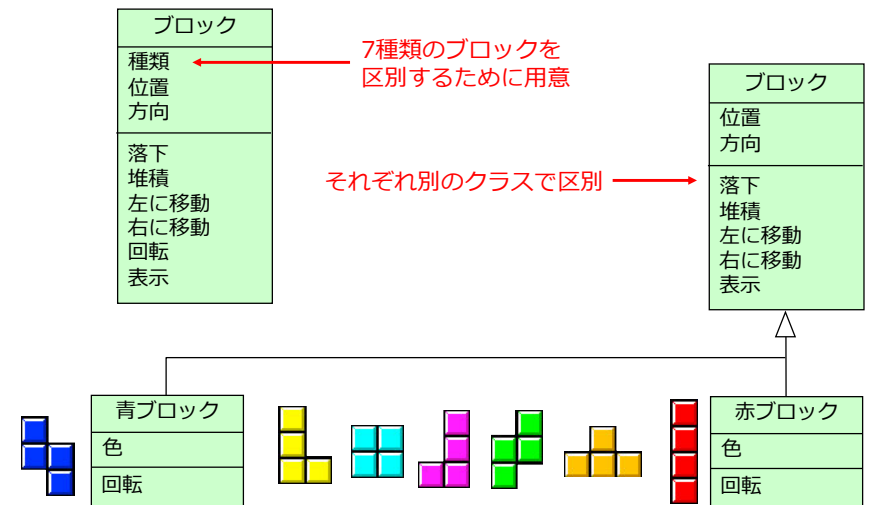 ブロック
種類
位置
方向
落下
堆積
左に移動
右に移動
回転
表示
7種類のブロックを
区別するために用意
それぞれ別のクラスで区別
ブロック
位置
方向
落下
堆積
左に移動
右に移動
表示
青ブロック
色
回転
赤ブロック
色
回転